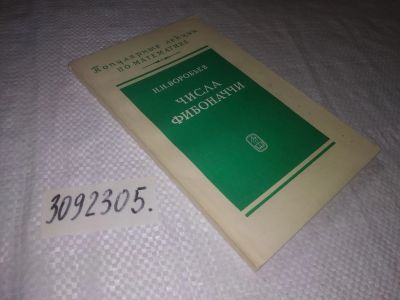 Популярные лекции
ПО МАТЕМАТИКЕ
Н.Н.ВОРОБЬЕВ
ЧИСЛА
ФИБОНАЧЧИ
3092305.